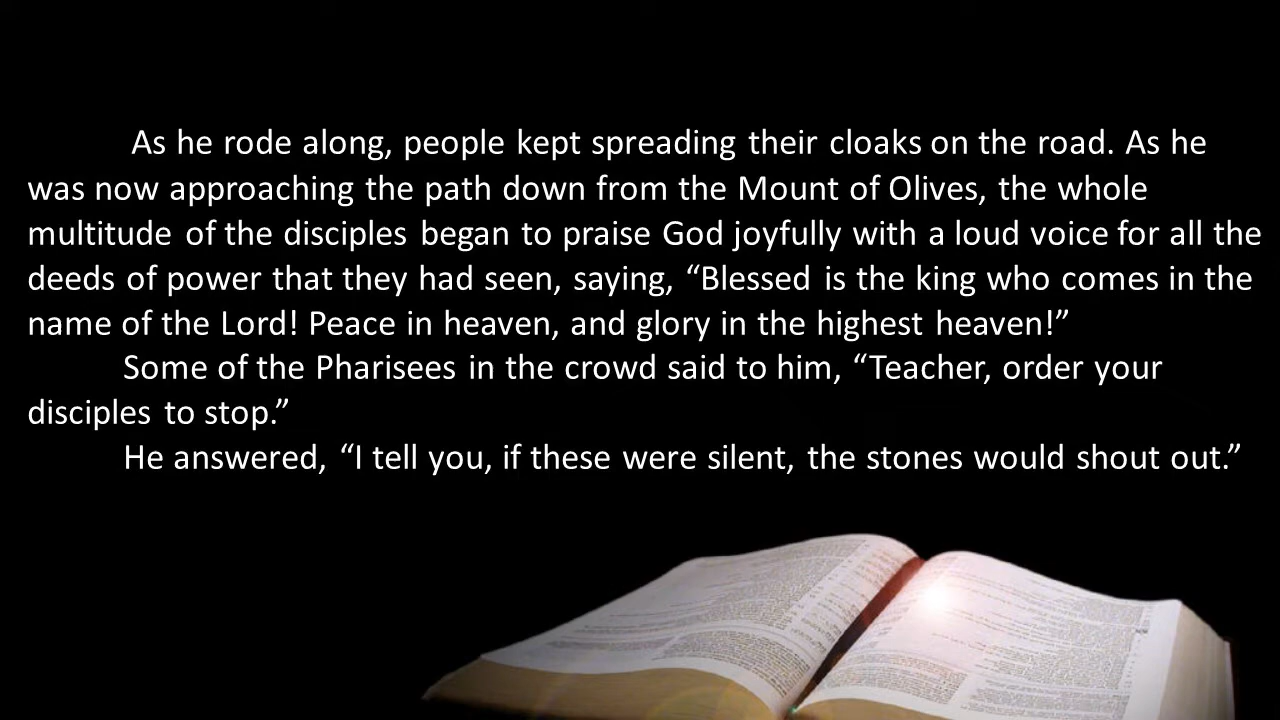 As he rode along, people kept spreading their cloaks on the road. As he
was now approaching the path down from the Mount of Olives, the whole
multitude of the disciples began to praise God joyfully with a loud voice for all the
deeds of power that they had seen, saying, “Blessed is the king who comes in the
name of the Lord! Peace in heaven, and glory in the highest heaven!”
Some of the Pharisees in the crowd said to him, “Teacher, order your
disciples to stop.”
He answered, “I tell you, if these were silent, the stones would shout out.”